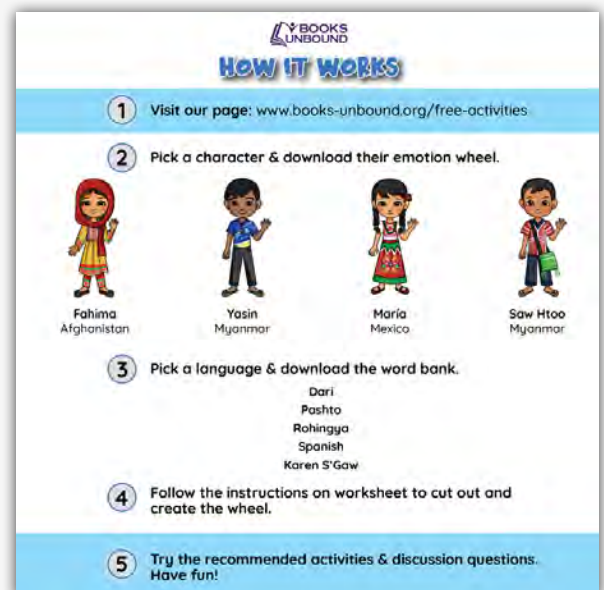 BOOKS
UNBOUND
HOW IT WORKS
1 Visit our page: www.books-unbound.org/free-activities
2 Pick a character & download their emotion wheel.
Fahima
Afghanistan
Yasin
Myanmar
María
Mexico
Saw Htoo
Myanmar
3 Pick a language & download the word bank.
Dari
Pashto
Rohingya
Spanish
Karen S'Gaw
4 Follow the instructions on worksheet to cut out and
create the wheel.
5 Try the recommended activities & discussion questions.
Have fun!